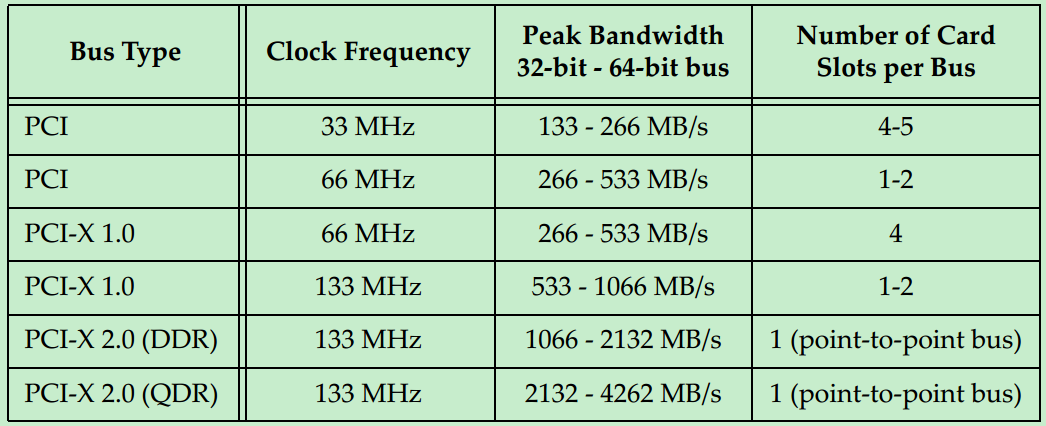 Bus Type Clock Frequency Peak Bandwidth 32-bit - 64-bit bus Number of Card Slots per Bus
PCI 33 MHz 133 - 266 MB/s 4-5
PCI 66 MHz 266 - 533 MB/s 1-2
PCI-X 1.0 66 MHz 266 - 533 MB/s 4
PCI-X 1.0 133 MHz 533 - 1066 MB/s 1-2
PCI-X 2.0 (DDR) 133 MHz 1066 - 2132 MB/s 1 (point-to-point bus)
PCI-X 2.0 (QDR) 133 MHz 2132 - 4262 MB/s 1 (point-to-point bus)